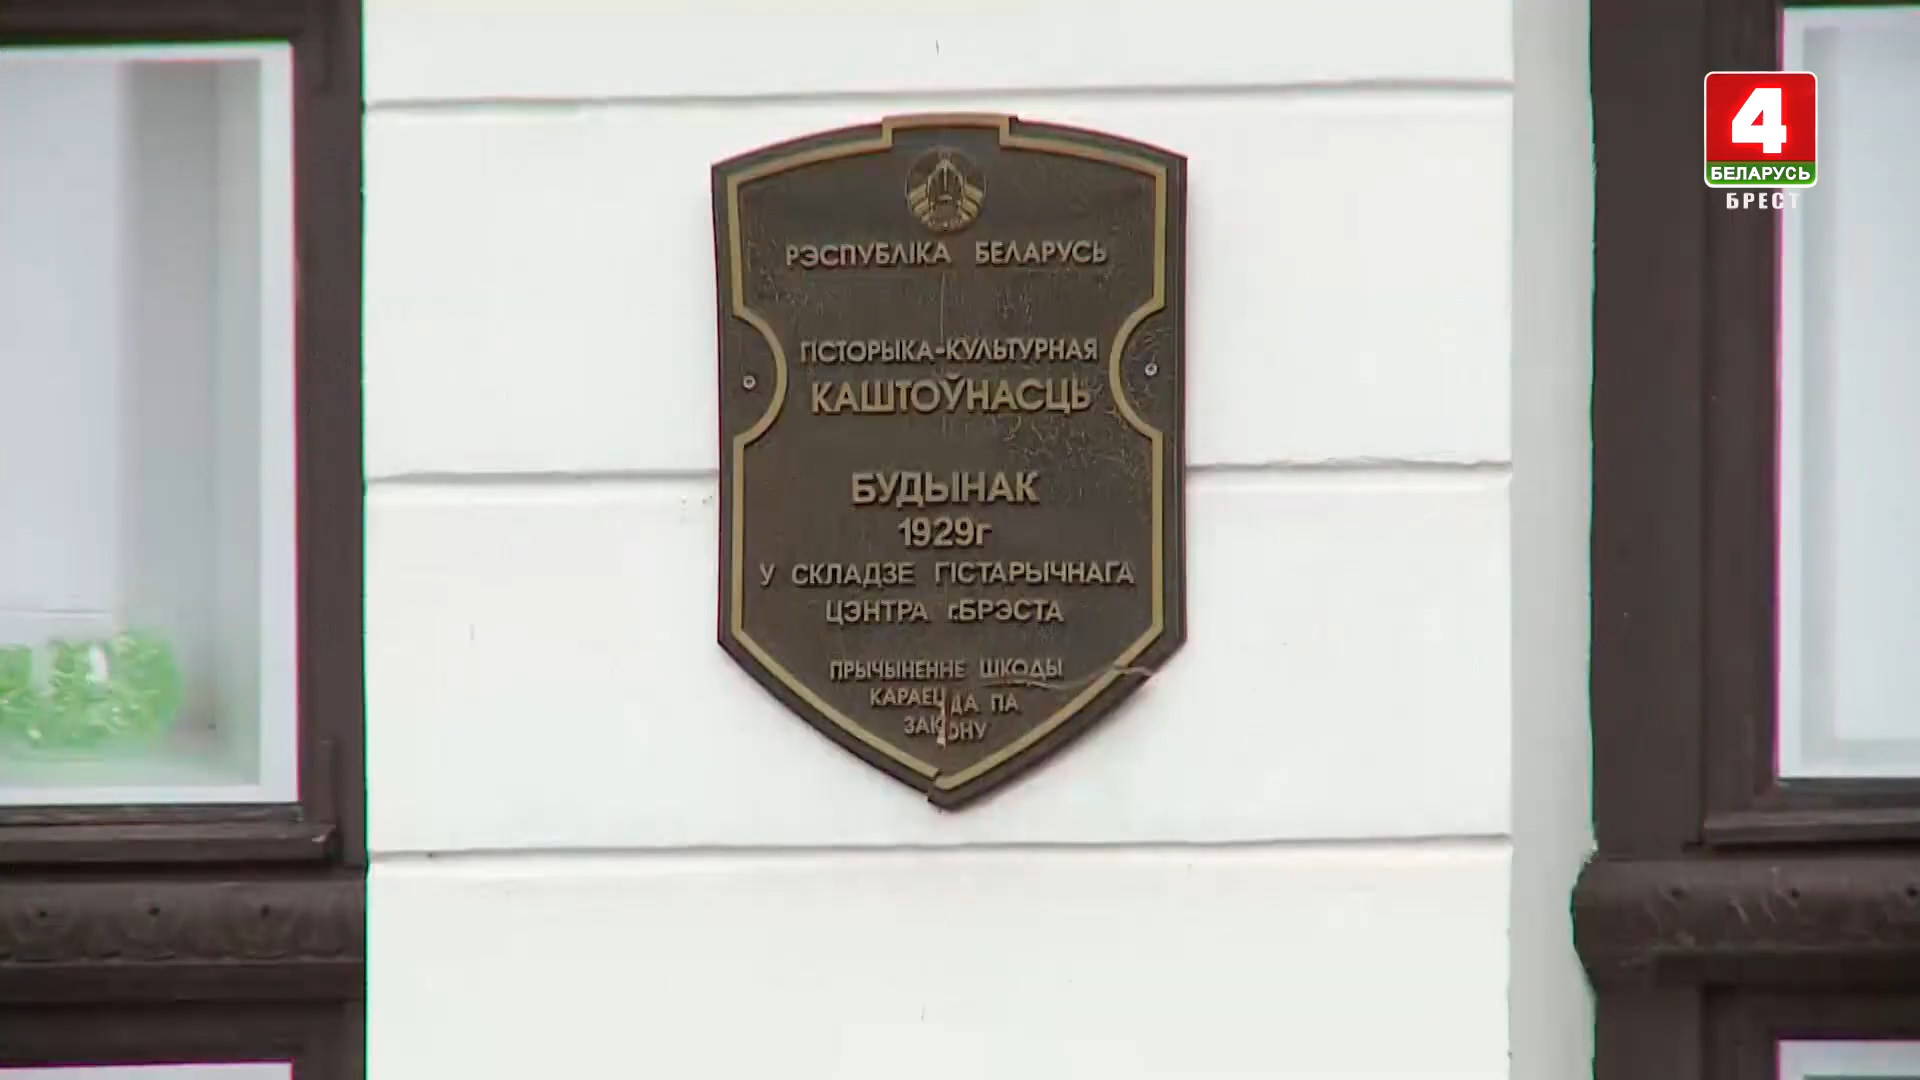 4
БЕЛАРУСЬ
БРЕСТ
РЭСПУБЛІКА БЕЛАРУСЬ
ГІСТОРЫКА-КУЛЬТУРНАЯ
КАШТОЎНАСЦЬ
БУДЫНАК
1929г
У СКЛАДЗЕ ГІСТАРЫЧНАГА
ЦЭНТРА г.БРЭСТА
ПРЫЧЫНЕННЕ ШКОДЫ
КАРАЕЦЦА ПА
ЗАКОНУ